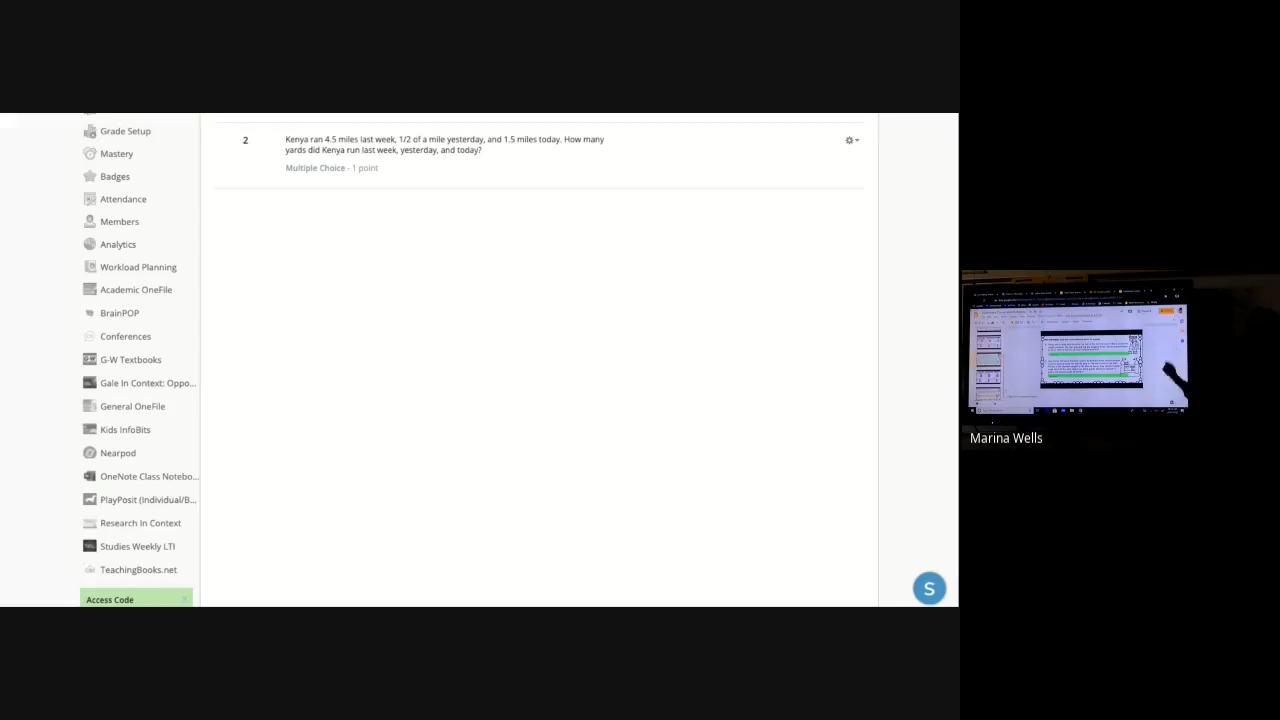 Grade Setup
Mastery
Badges
Attendance
Members
Analytics
Workload Planning
Academic OneFile
BrainPOP
Conferences
G-W Textbooks
Gale In Context: Oppo...
General OneFile
Kids InfoBits
Nearpod
OneNote Class Notebo...
PlayPosit (Individual/B...
Research In Context
Studies Weekly LTI
TeachingBooks.net
Access Code
2
Kenya ran 4.5 miles last week, 1/2 of a mile yesterday, and 1.5 miles today. How many
yards did Kenya run last week, yesterday, and today?
Multiple Choice - 1 point
S
Marina Wells